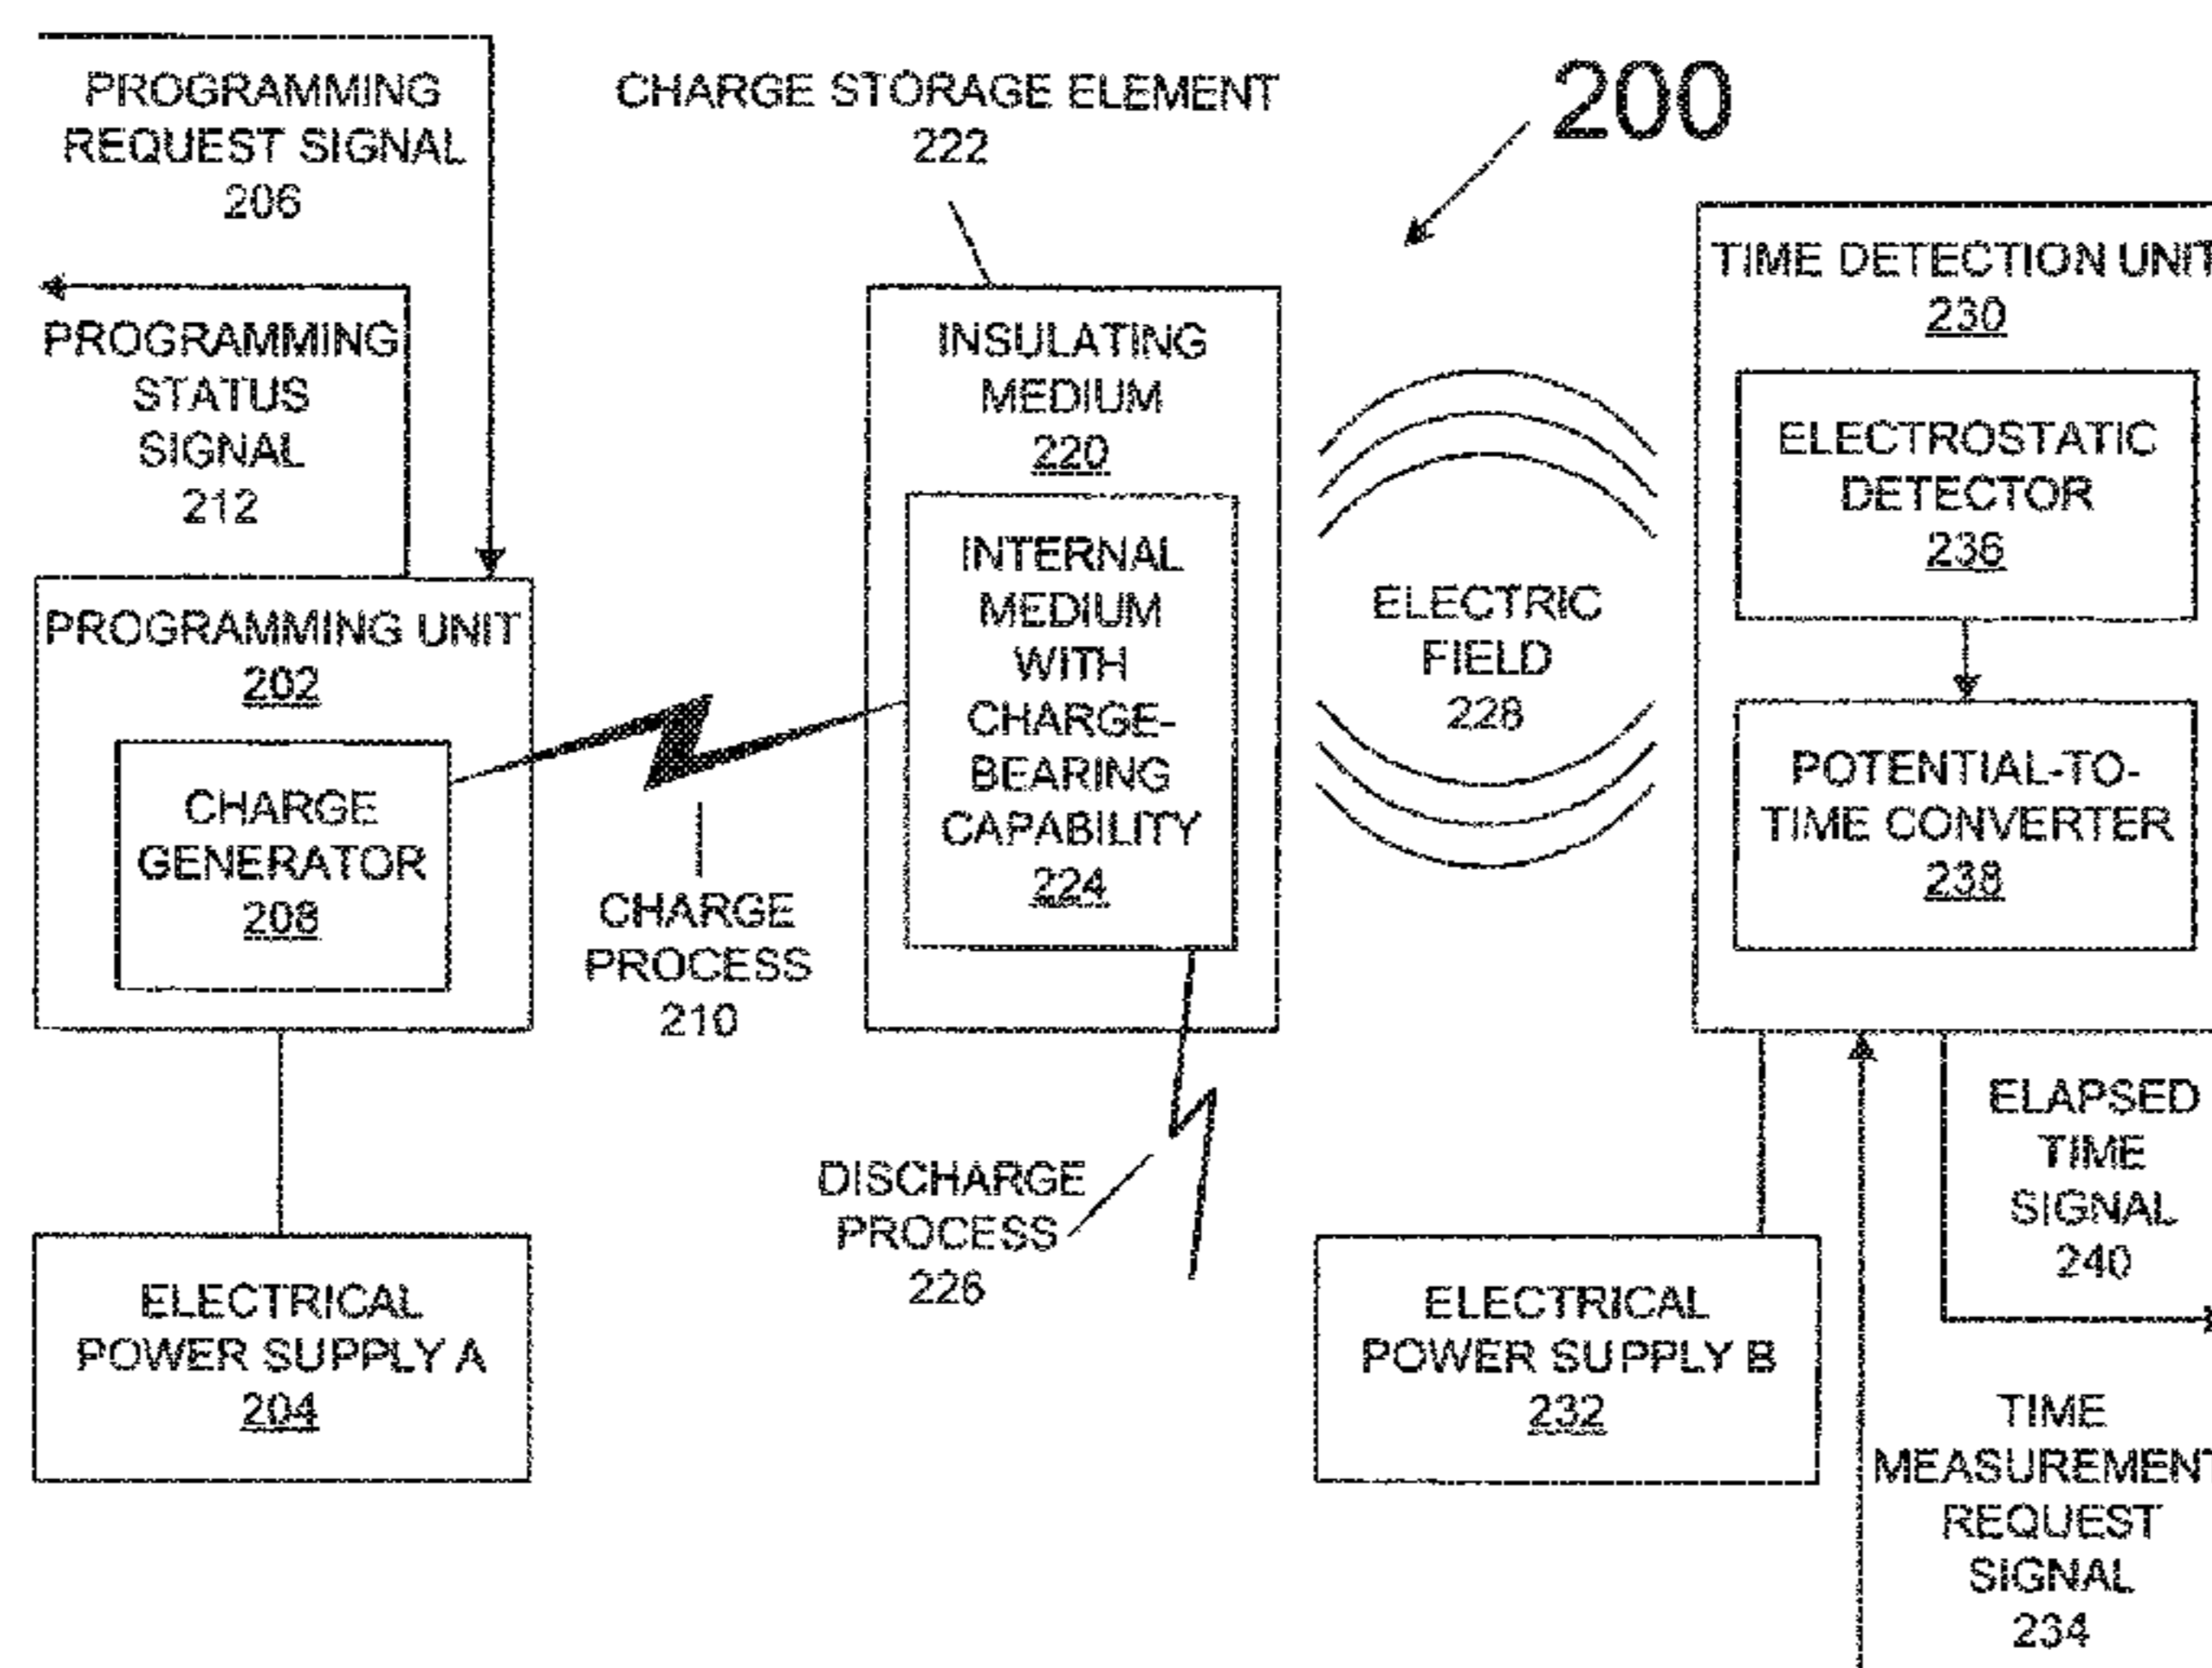 PROGRAMMING
REQUEST SIGNAL
206
CHARGE STORAGE ELEMENT
222
200
PROGRAMMING
STATUS
SIGNAL
212
PROGRAMMING UNIT
202
CHARGE
GENERATOR
208
ELECTRICAL
POWER SUPPLY A
204
CHARGE
PROCESS
210
INSULATING
MEDIUM
220
INTERNAL
MEDIUM
WITH
CHARGE-
BEARING
CAPABILITY
224
DISCHARGE
PROCESS
226
ELECTRIC
FIELD
228
TIME DETECTION UNIT
230
ELECTROSTATIC
DETECTOR
236
POTENTIAL-TO-
TIME CONVERTER
238
ELECTRICAL
POWER SUPPLY B
232
ELAPSED
TIME
SIGNAL
240
TIME
MEASUREMENT
REQUEST
SIGNAL
234